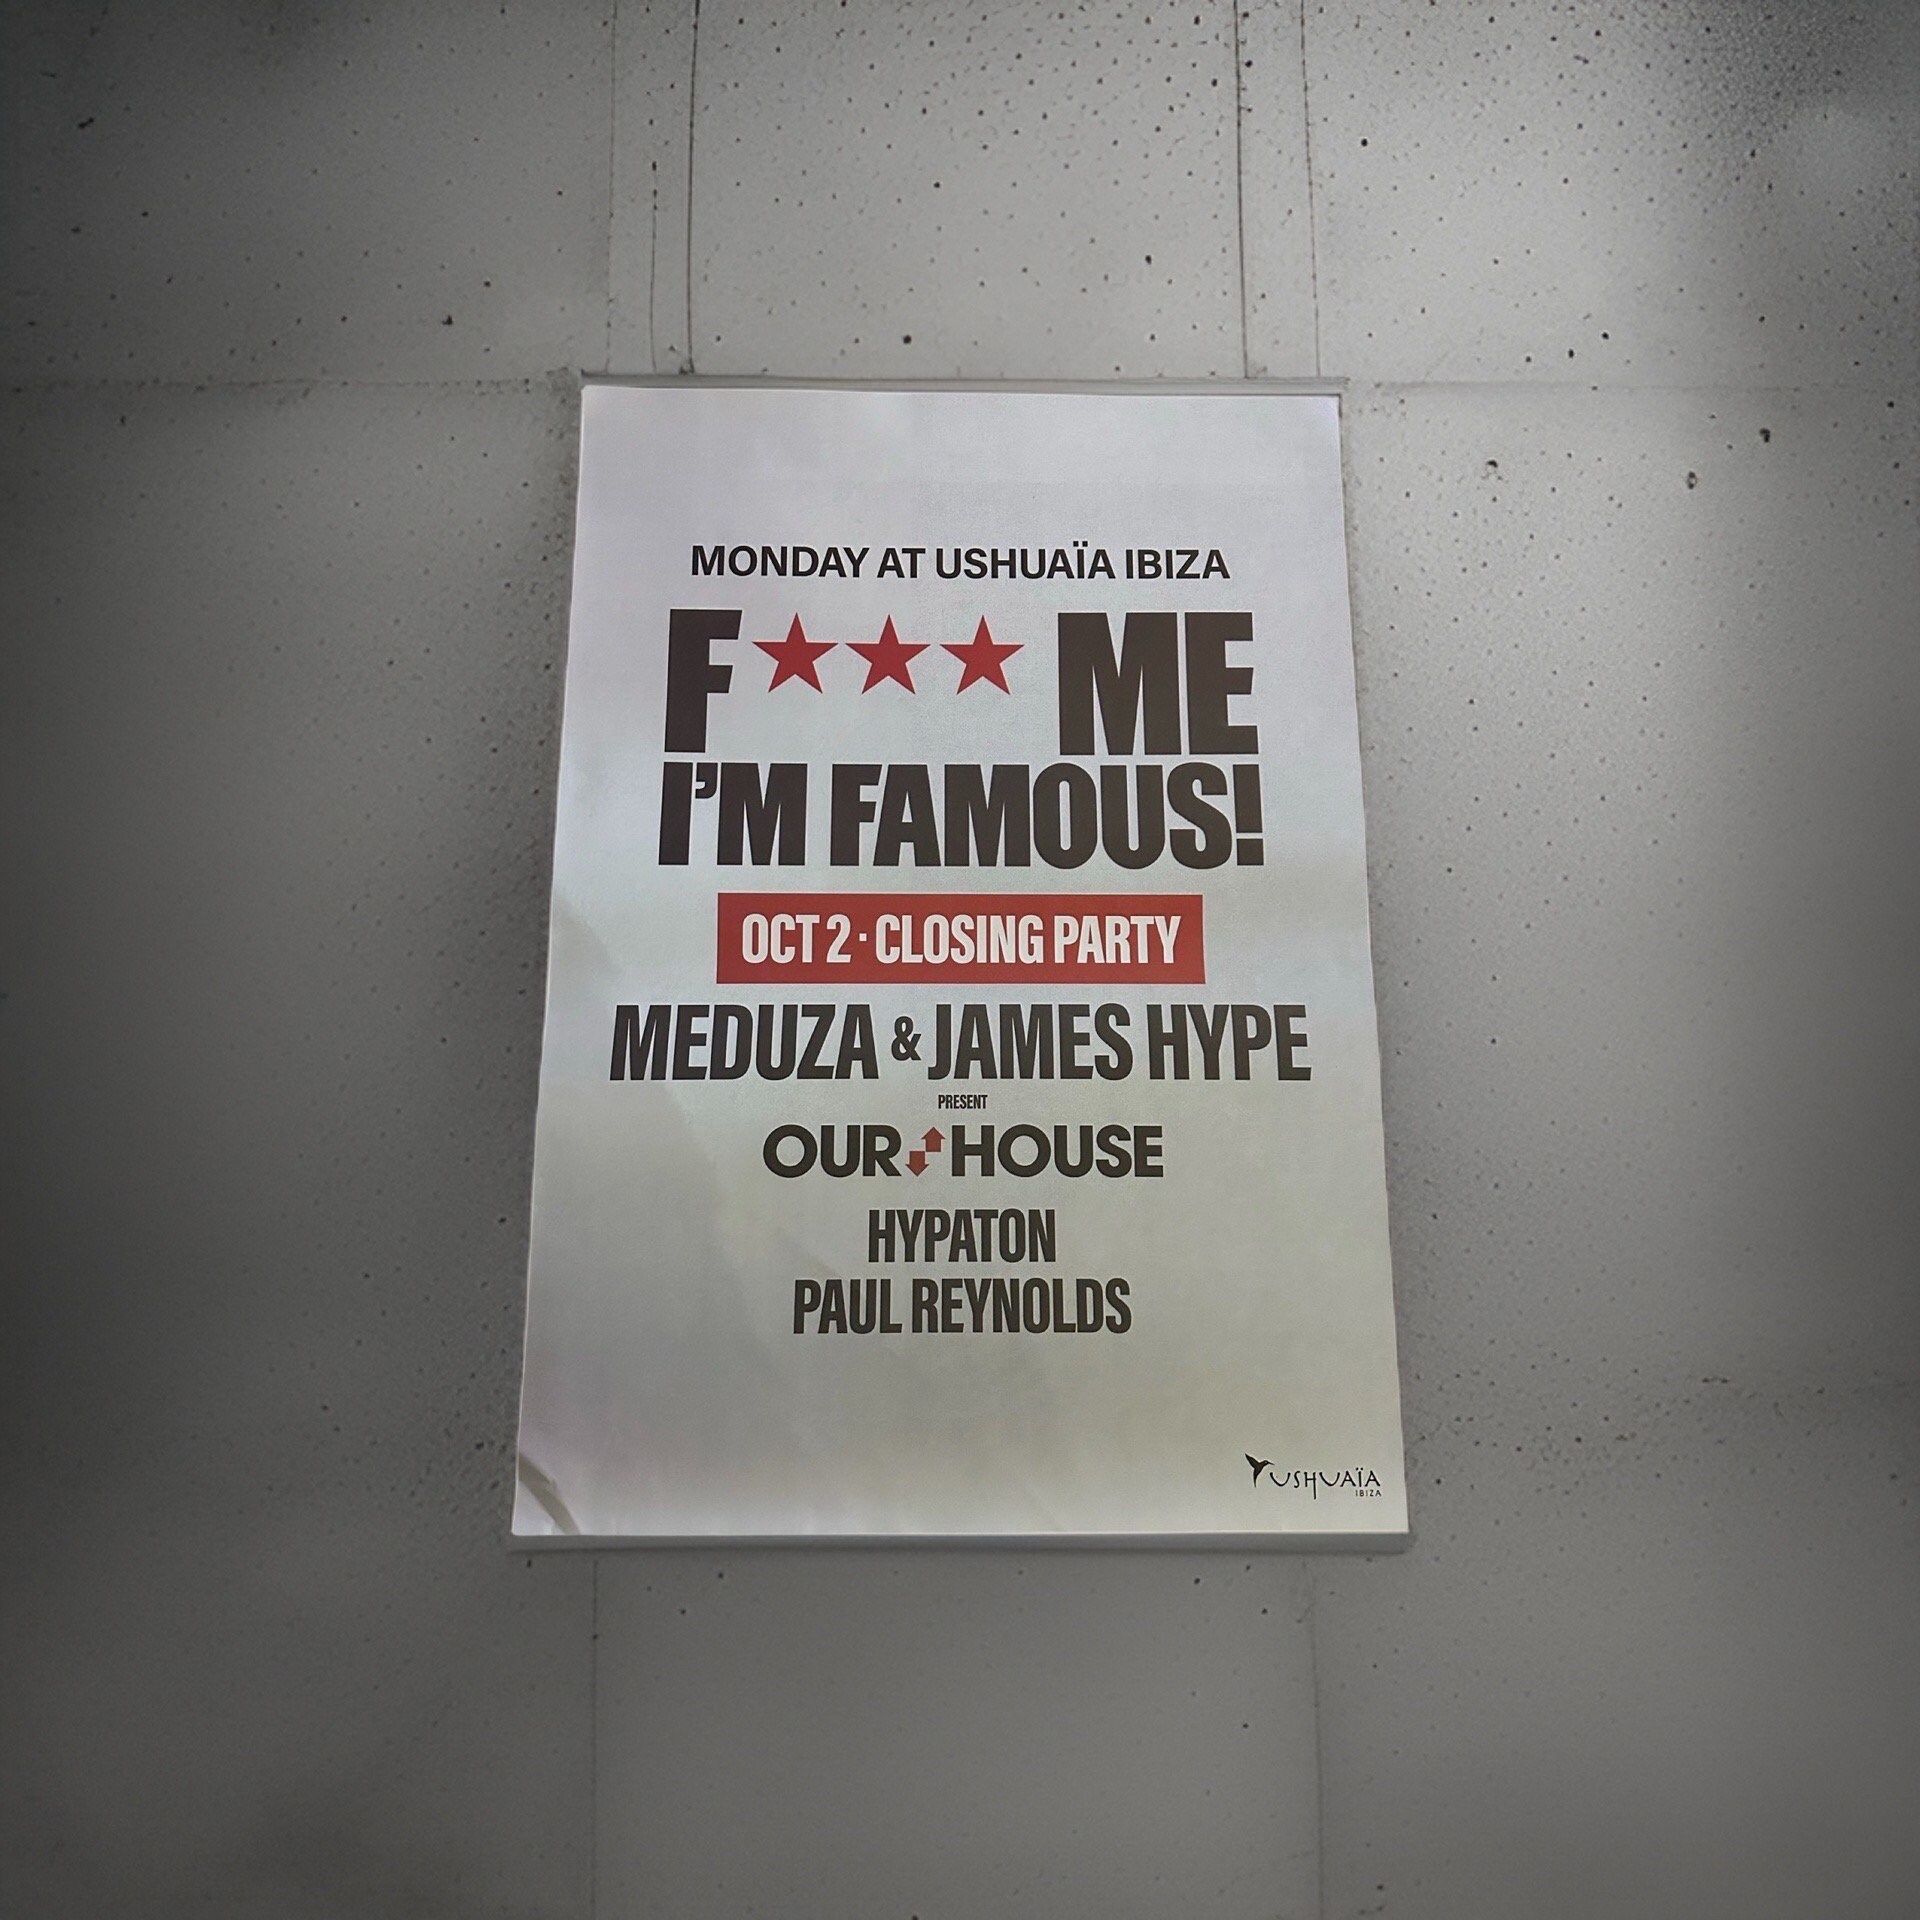 MONDAY AT USHUAÏA IBIZA
F★★★ ME
I'M FAMOUS!
OCT 2 · CLOSING PARTY
MEDUZA & JAMES HYPE
PRESENT
OUR HOUSE
HYPATON
PAUL REYNOLDS
USHUAÏA
IBIZA